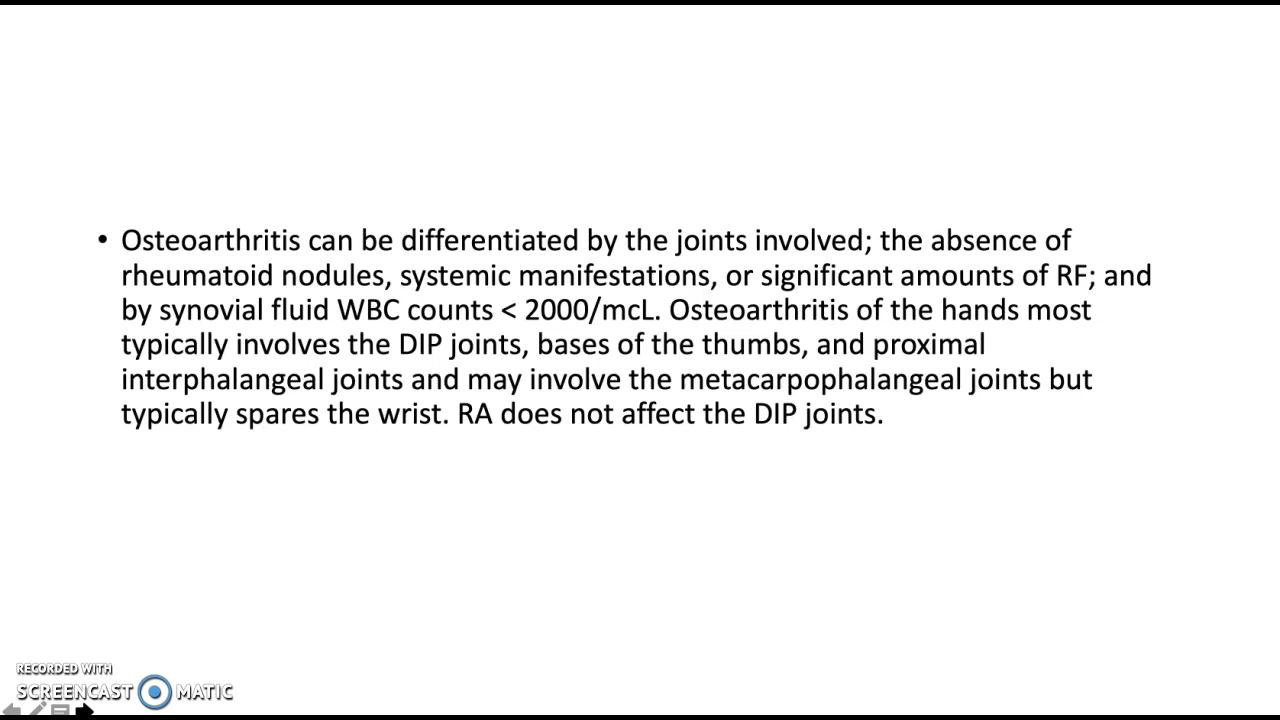 • Osteoarthritis can be differentiated by the joints involved; the absence of
rheumatoid nodules, systemic manifestations, or significant amounts of RF; and
by synovial fluid WBC counts < 2000/mcL. Osteoarthritis of the hands most
typically involves the DIP joints, bases of the thumbs, and proximal
interphalangeal joints and may involve the metacarpophalangeal joints but
typically spares the wrist. RA does not affect the DIP joints.
RECORDED WITH
SCREENCAST MATIC